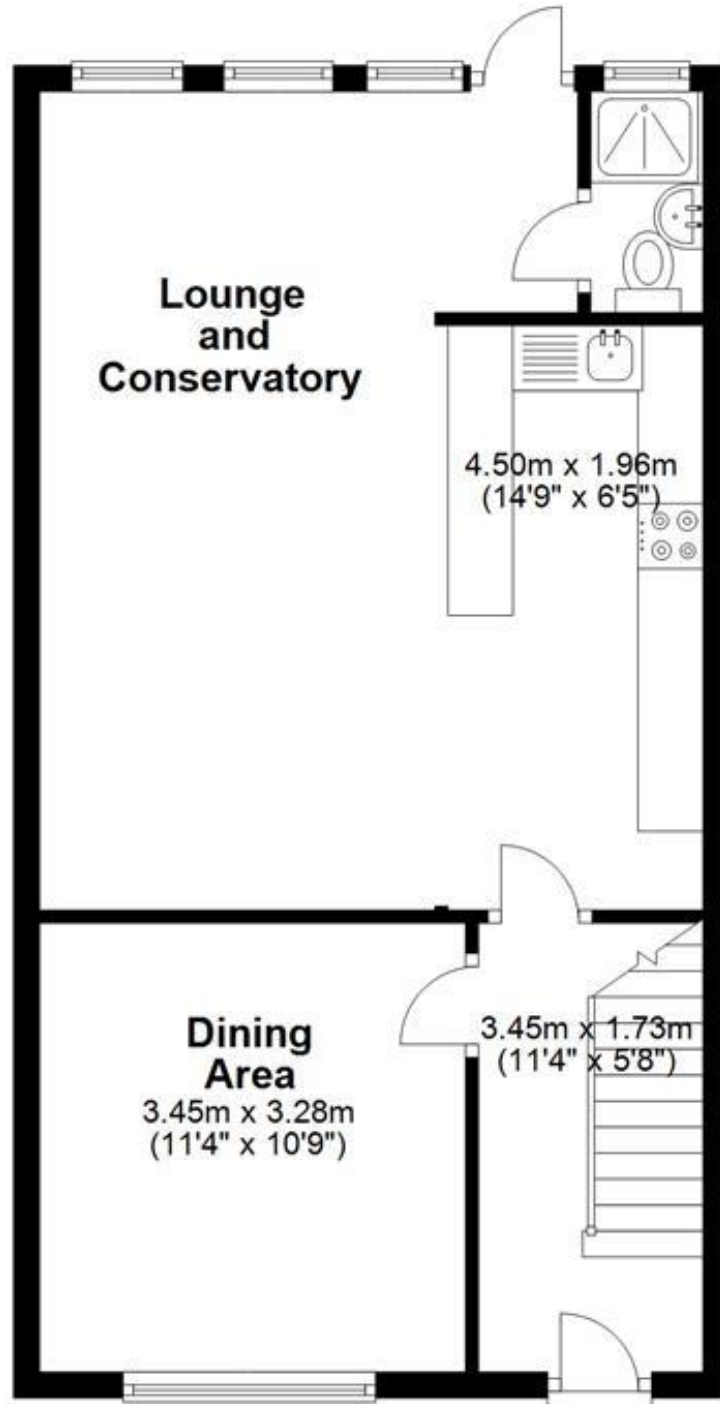 Lounge
and
Conservatory
4.50m x 1.96m
(14'9" x 6'5")
Dining
Area
3.45m x 3.28m
(11'4" x 10'9")
3.45m x 1.73m
(11'4" x 5'8")